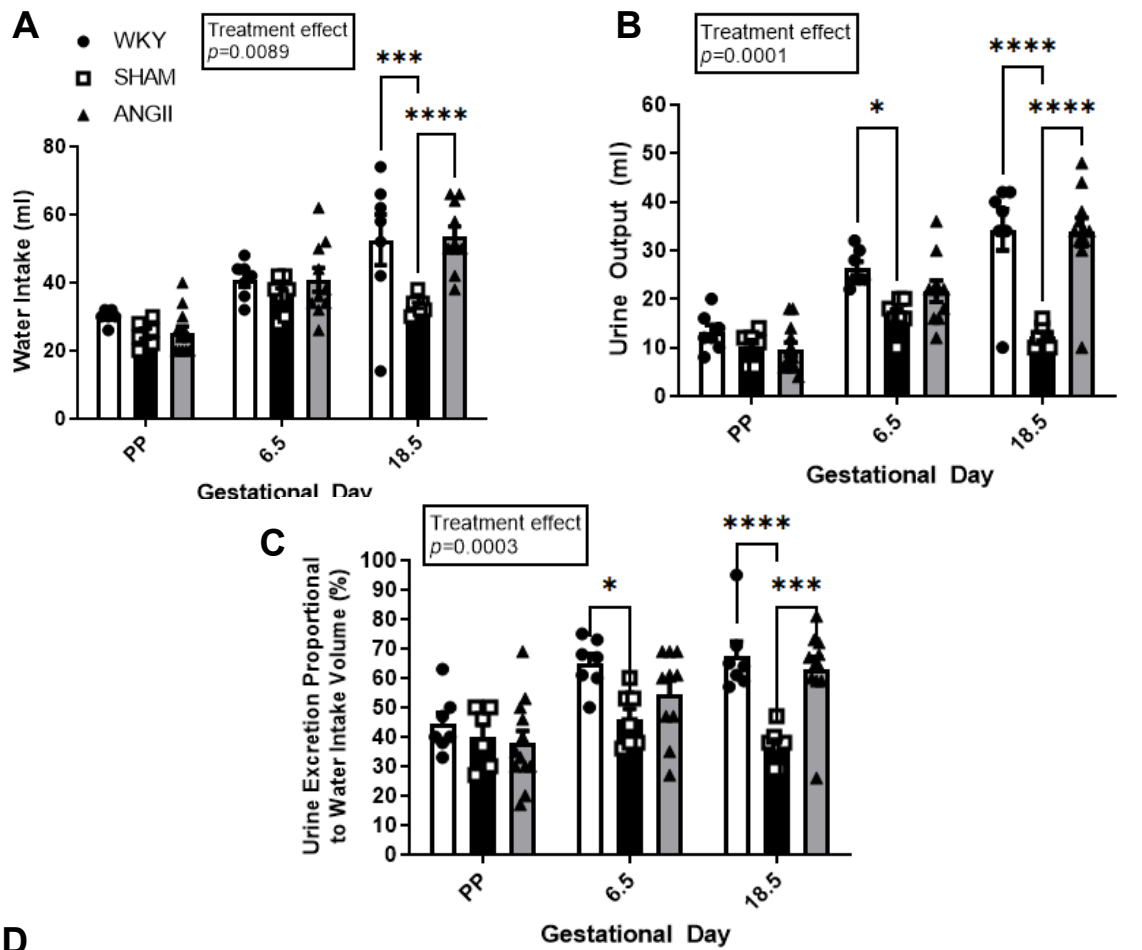 A
WKY
SHAM
ANGII
Treatment effect
p=0.0089
***
****
Water Intake (ml)
80
60
40
20
0
PP
6.5
18.5
Gestational Day
B
Treatment effect
p=0.0001
*
****
****
Urine Output (ml)
60
50
40
30
20
10
0
PP
6.5
18.5
Gestational Day
C
Treatment effect
p=0.0003
*
****
***
Urine Excretion Proportional
to Water Intake Volume (%)
100
90
80
70
60
50
40
30
20
10
0
PP
6.5
18.5
Gestational Day
D